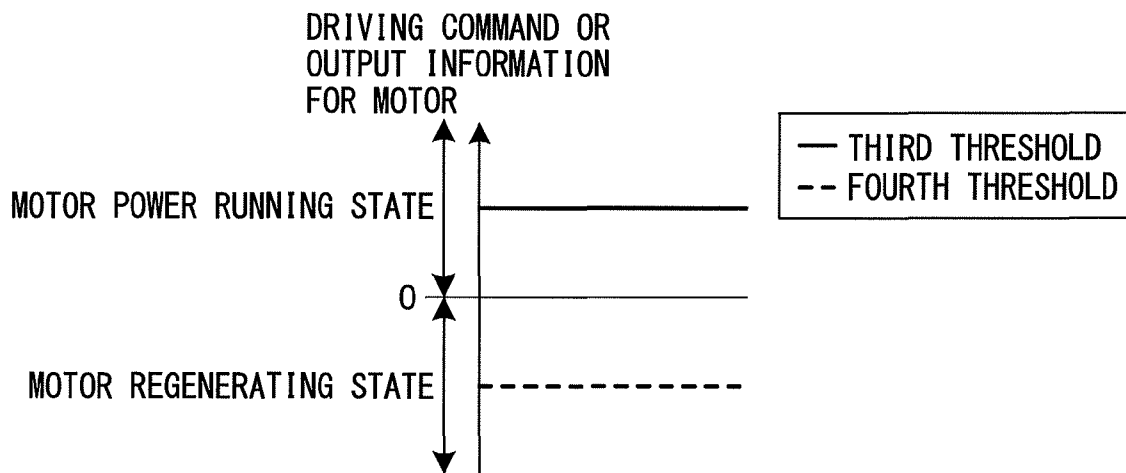 DRIVING COMMAND OR
OUTPUT INFORMATION
FOR MOTOR
THIRD THRESHOLD
FOURTH THRESHOLD
MOTOR POWER RUNNING STATE
0
MOTOR REGENERATING STATE